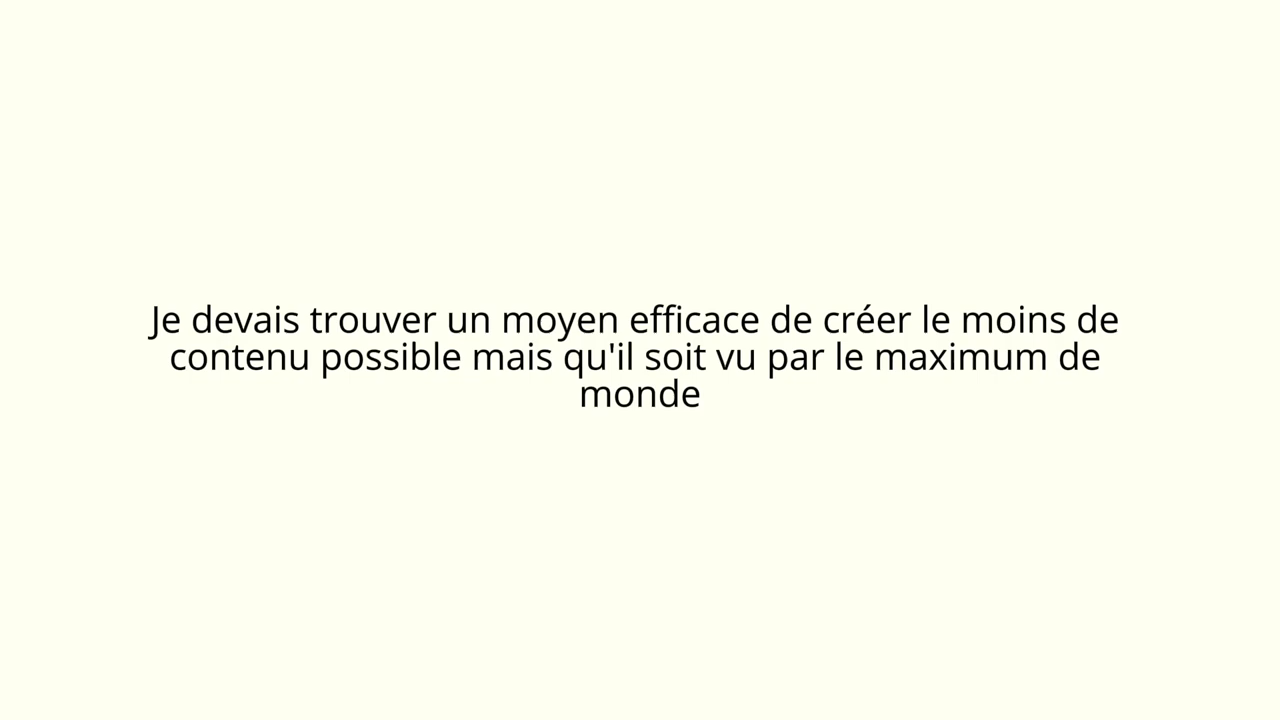 Je devais trouver un moyen efficace de créer le moins de
contenu possible mais qu'il soit vu par le maximum de
monde